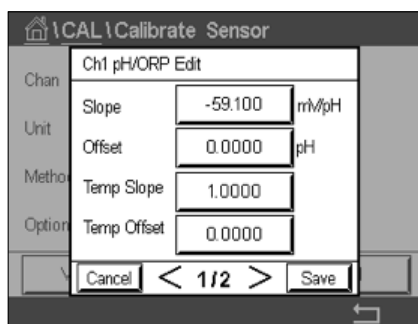 \CAL\Calibrate Sensor
Ch1 pH/ORP Edit
Chan
Slope -59.100 mV/pH
Unit
Offset 0.0000 pH
Metho
Temp Slope 1.0000
Option
Temp Offset 0.0000
Cancel < 1/2 > Save